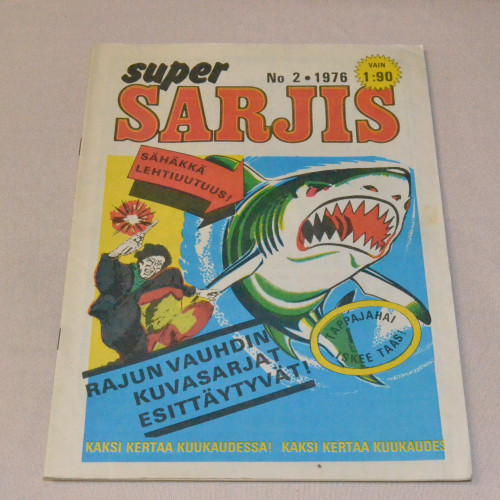 super
No 2 • 1976
VAIN
1:90
SARJIS
SÄHÄKKÄ
LEHTIUUTUUS!
TAPPAJAHAI
ISKEE TAAS!
RAJUN VAUHDIN
KUVASARJAT
ESITTÄYTYVÄT!
KAKSI KERTAA KUUKAUDESSA! KAKSI KERTAA KUUKAUDES